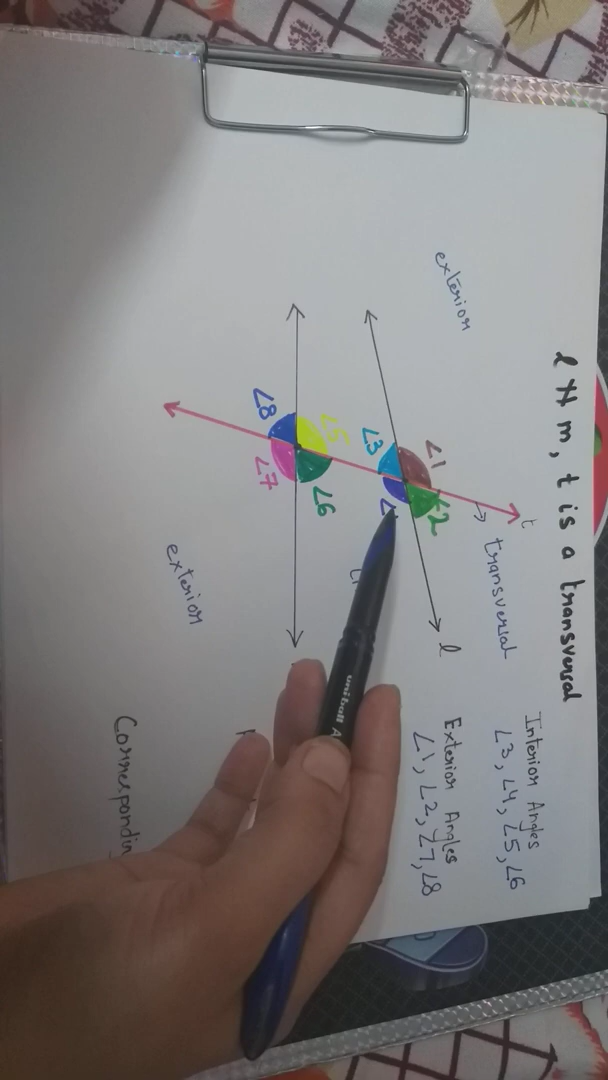 l ∦ m, t is a transversal
t
transversal
Interior Angles
∠3, ∠4, ∠5, ∠6
exterior
∠1
∠2
l
Exterior Angles
∠1, ∠2, ∠7, ∠8
∠3
∠5
∠6
∠8
∠7
exterior
uniball